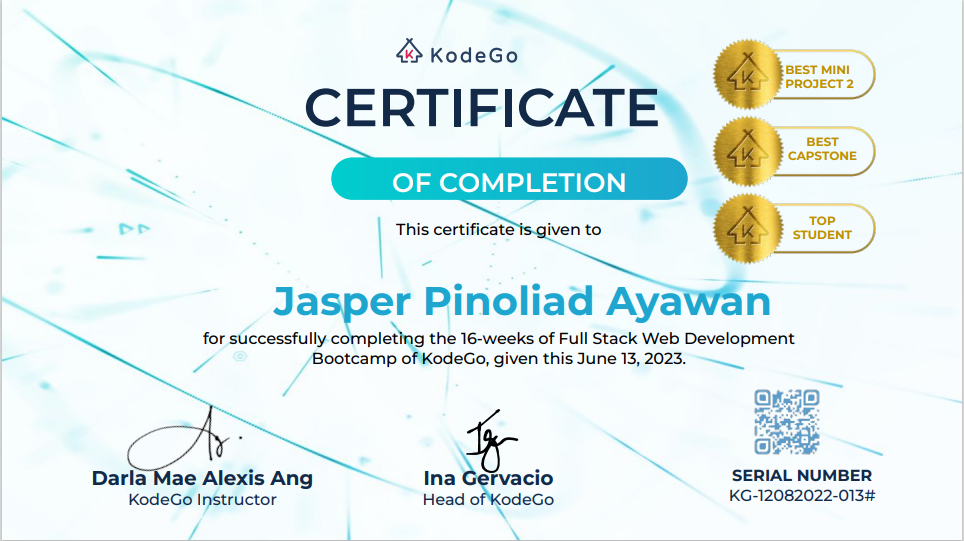 KodeGo
CERTIFICATE
OF COMPLETION
This certificate is given to
Jasper Pinoliad Ayawan
for successfully completing the 16-weeks of Full Stack Web Development
Bootcamp of KodeGo, given this June 13, 2023.
BEST MINI
PROJECT 2
BEST
CAPSTONE
TOP
STUDENT
Darla Mae Alexis Ang
KodeGo Instructor
Ina Gervacio
Head of KodeGo
SERIAL NUMBER
KG-12082022-013#